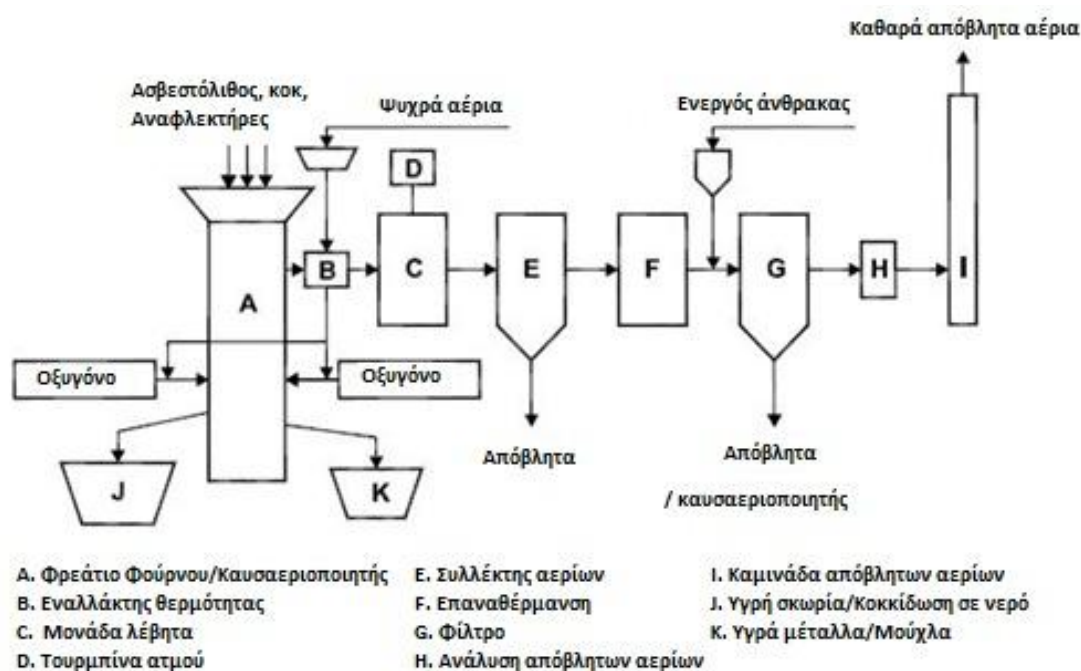 Καθαρά απόβλητα αέρια
Ασβεστόλιθος, κοκ,
Αναφλεκτήρες
Ψυχρά αέρια
Ενεργός άνθρακας
D
B
C
E
F
G
H
I
A
Οξυγόνο
Οξυγόνο
J
K
Απόβλητα
Απόβλητα
/ καυσαεριοποιητής
A. Φρεάτιο Φούρνου/Καυσαεριοποιητής
B. Εναλλάκτης θερμότητας
C. Μονάδα λέβητα
D. Τουρμπίνα ατμού
E. Συλλέκτης αερίων
F. Επαναθέρμανση
G. Φίλτρο
H. Ανάλυση απόβλητων αερίων
I. Καμινάδα απόβλητων αερίων
J. Υγρή σκωρία/Κοκκίδωση σε νερό
K. Υγρά μέταλλα/Μούχλα